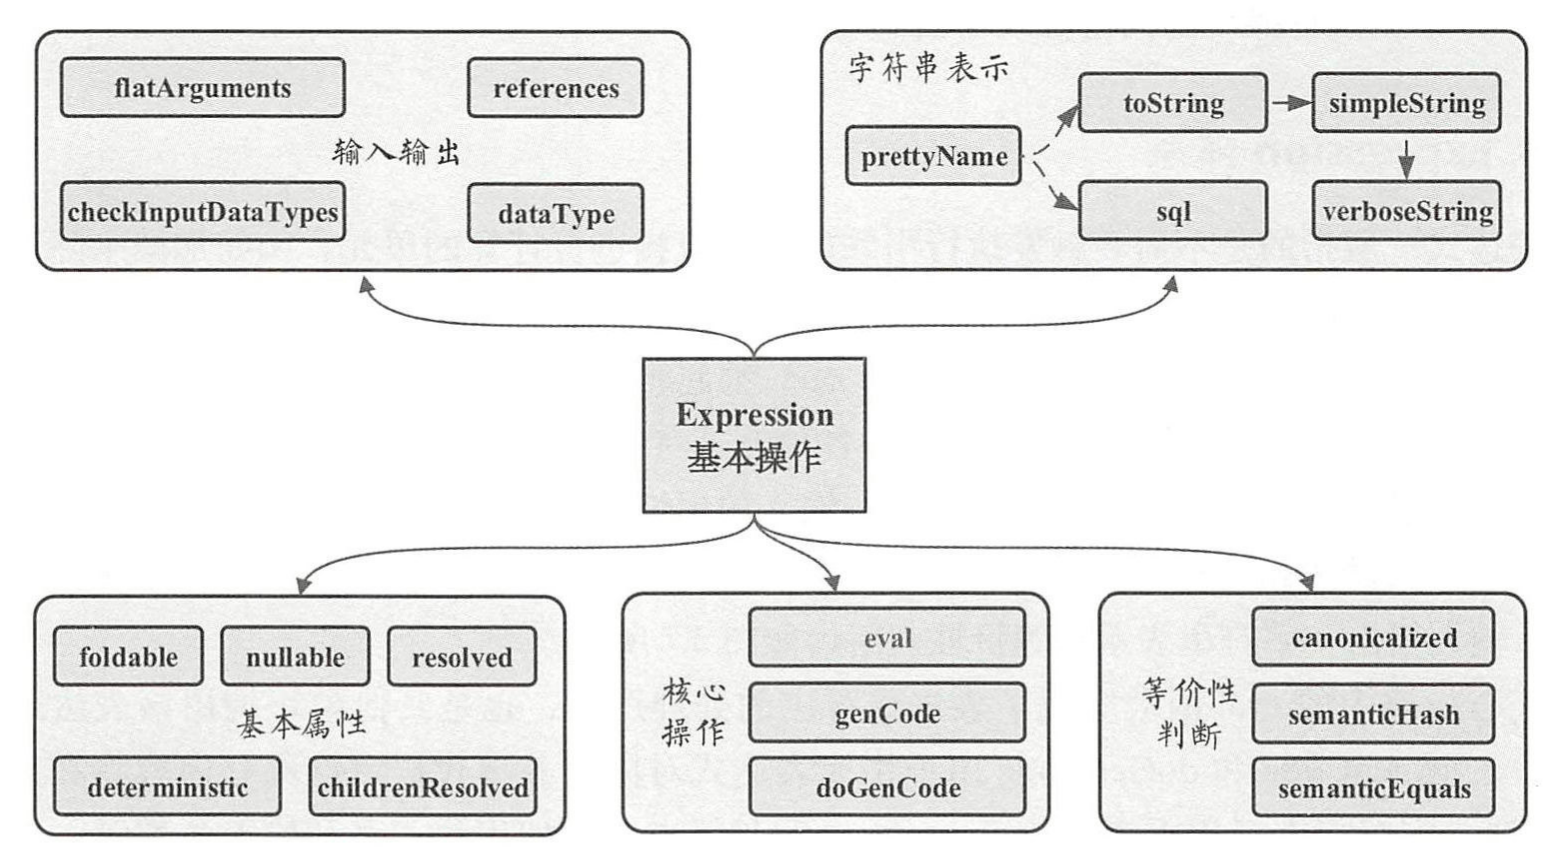 flatArguments
references
输入输出
checkInputDataTypes
dataType
字符串表示
prettyName
toString
simpleString
sql
verboseString
Expression
基本操作
foldable
nullable
resolved
基本属性
deterministic
childrenResolved
核心
操作
eval
genCode
doGenCode
等价性
判断
canonicalized
semanticHash
semanticEquals